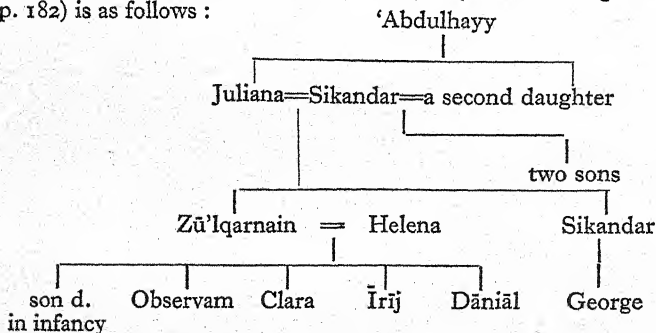 p. 182) is as follows :
‘Abdulhayy
Juliana=Sikandar=a second daughter
two sons
Zū’lqarnain = Helena Sikandar
son d. Observam Clara Īrīj Dāniāl George
in infancy